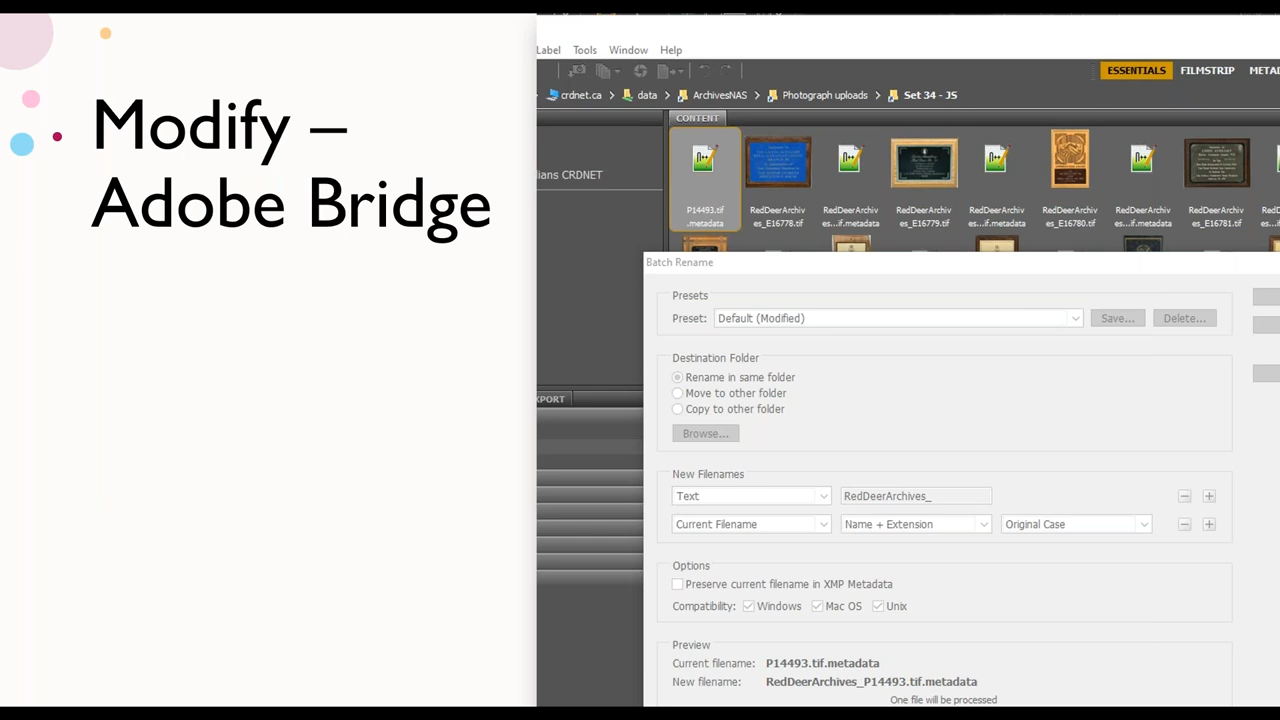 Modify –
Adobe Bridge
Label Tools Window Help
ESSENTIALS FILMSTRIP META
crdnet.ca data ArchivesNAS Photograph uploads Set 34 - JS
CONTENT
ians CRDNET
P14493.tif RedDeerArchiv RedDeerArchiv RedDeerArchiv RedDeerArchiv RedDeerArchiv RedDeerArchiv RedDeerArchiv
.metadata es_E16778.tif es...if.metadata es_E16779.tif es...if.metadata es_E16780.tif es...if.metadata es_E16781.tif
Batch Rename
Presets
Preset: Default (Modified) Save... Delete...
Destination Folder
Rename in same folder
Move to other folder
XPORT
Copy to other folder
Browse...
New Filenames
Text RedDeerArchives_
Current Filename Name + Extension Original Case
Options
Preserve current filename in XMP Metadata
Compatibility: Windows Mac OS Unix
Preview
Current filename: P14493.tif.metadata
New filename: RedDeerArchives_P14493.tif.metadata
One file will be processed